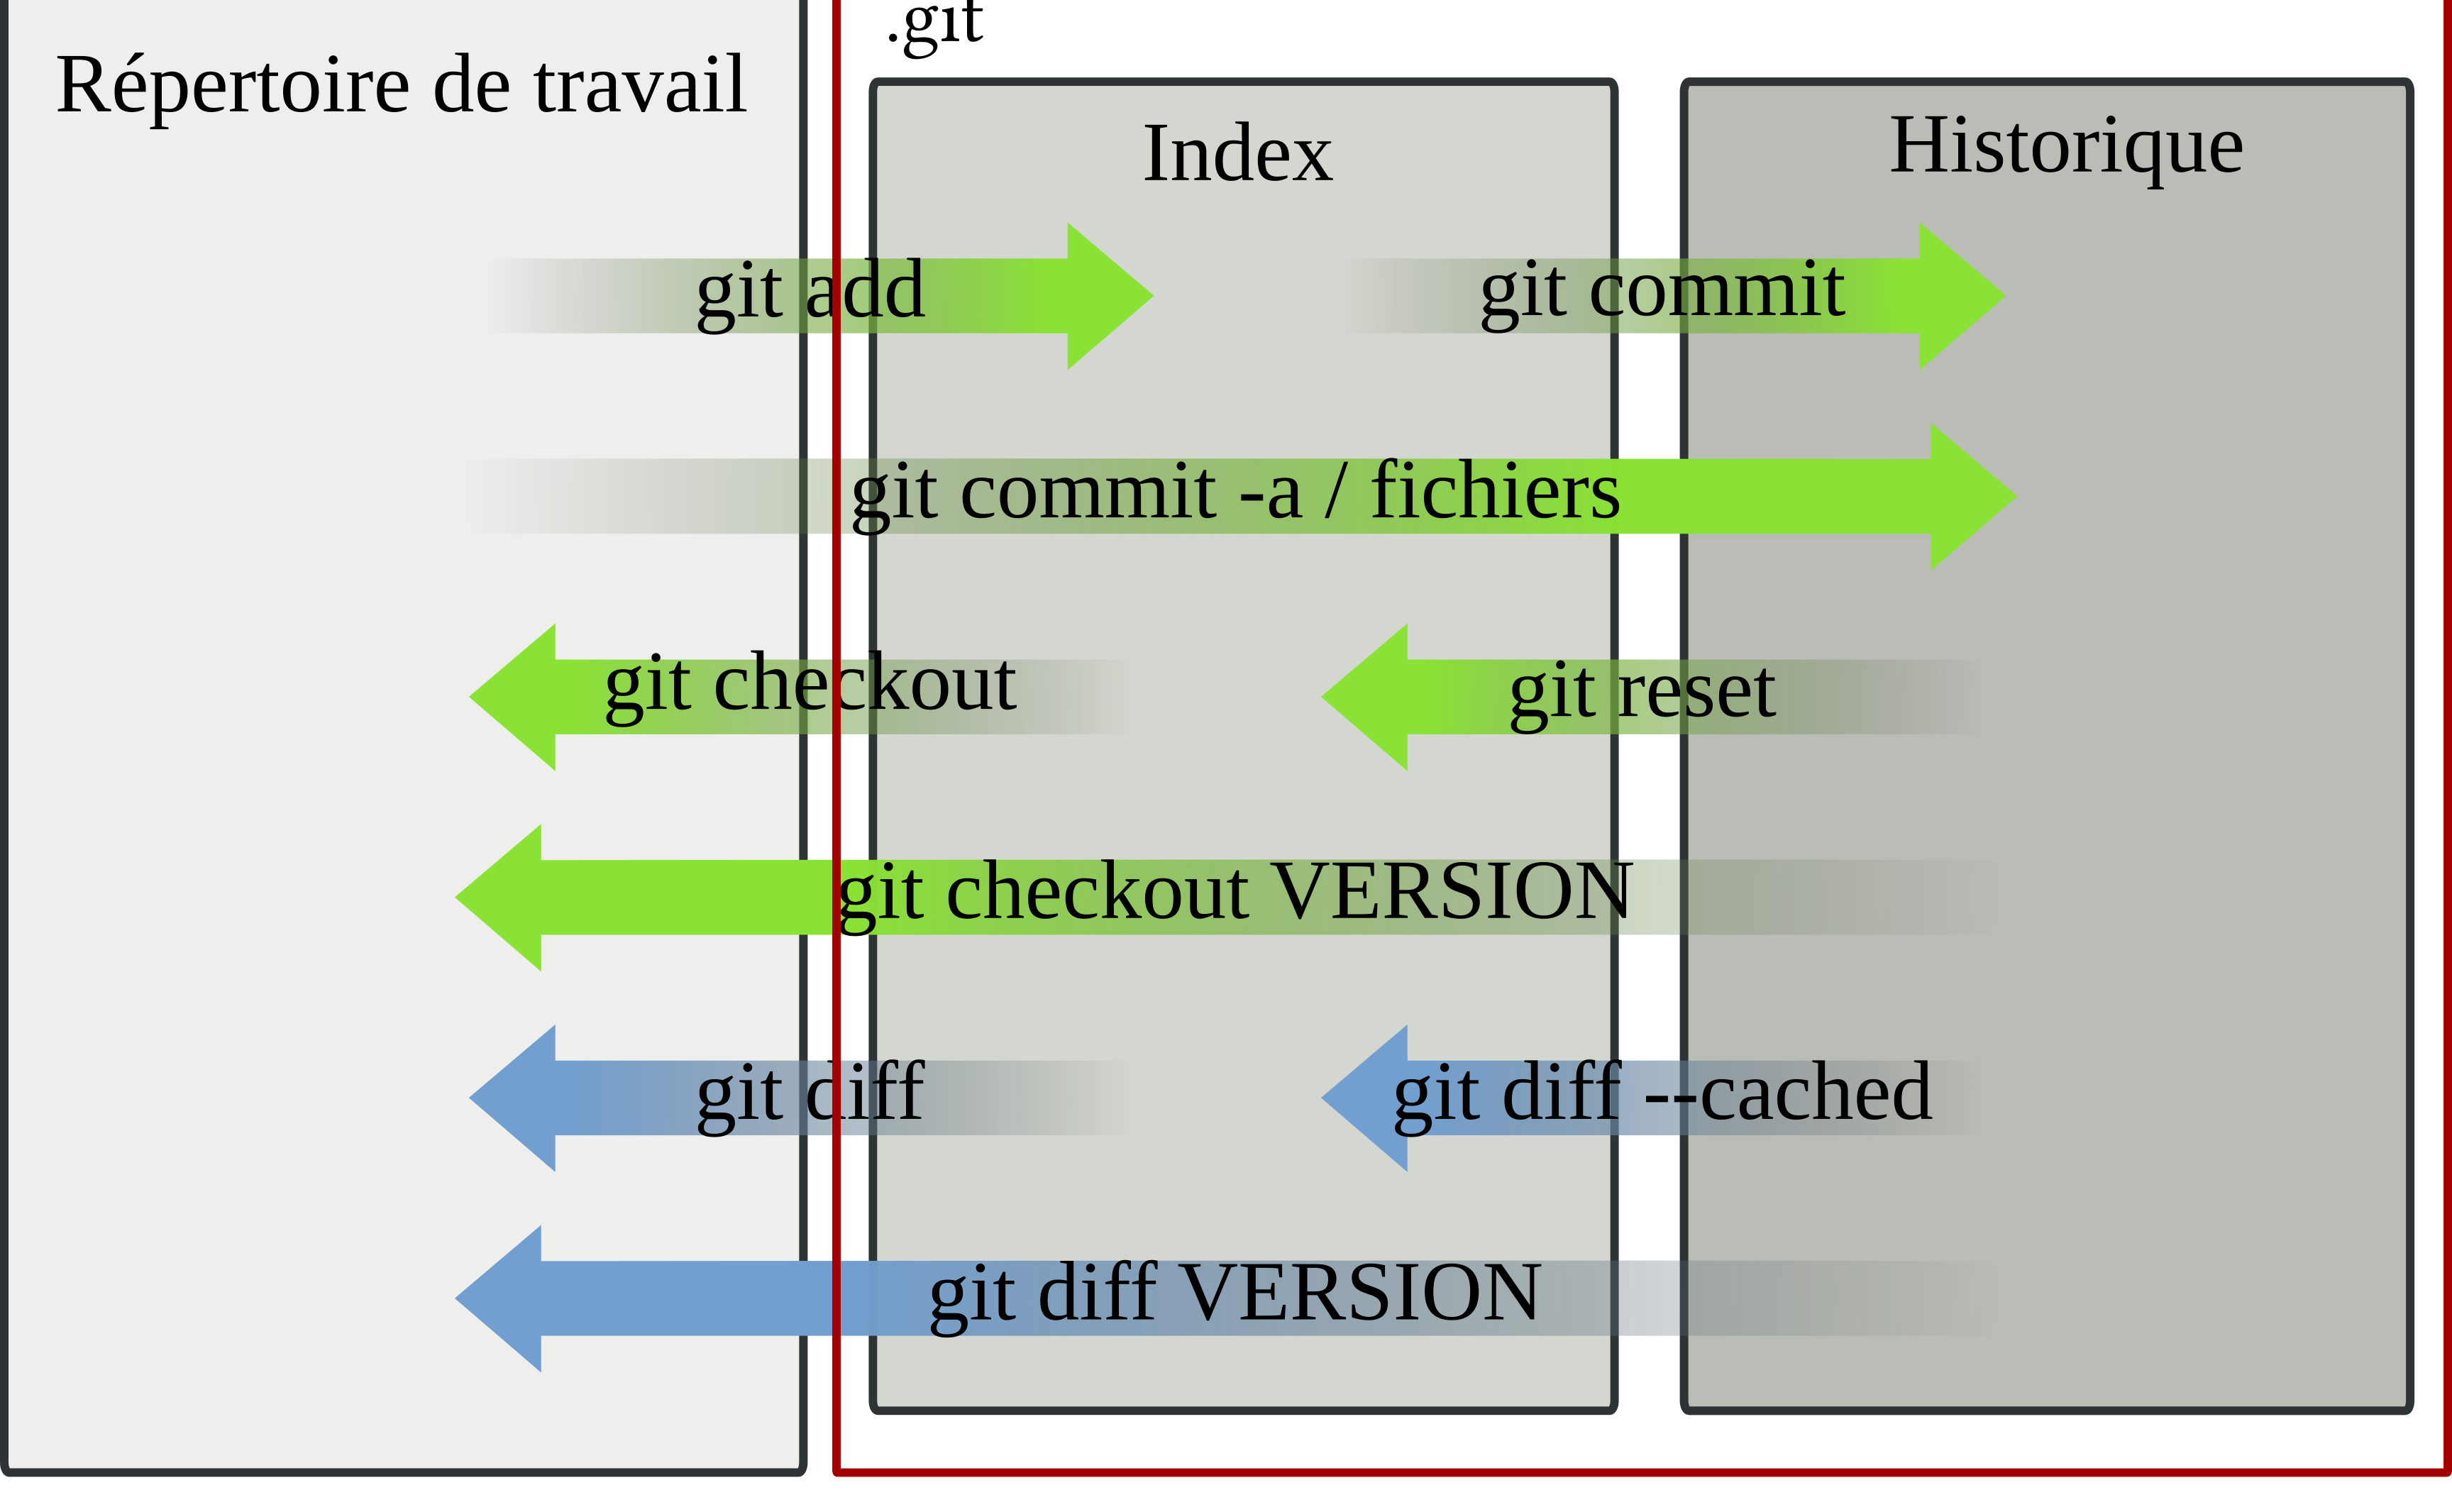 .git
Répertoire de travail
Index
Historique
git add
git commit
git commit -a / fichiers
git checkout
git reset
git checkout VERSION
git diff
git diff --cached
git diff VERSION